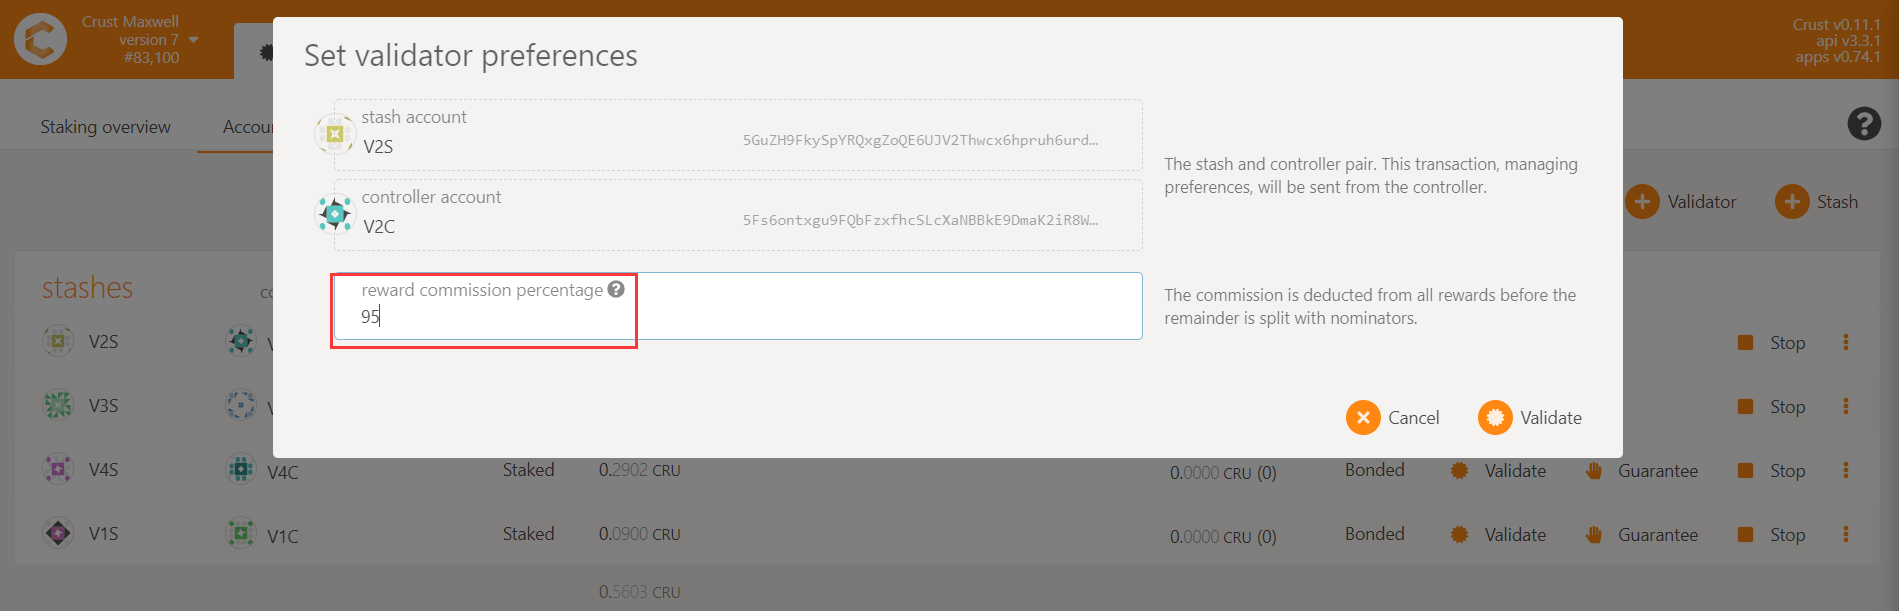 Crust Maxwell
version 7
#83,100
Crust v0.11.1
api v3.3.1
apps v0.74.1
Set validator preferences
Staking overview
stash account
V2S
5GuZH9FkySpYRQxgZoQE6UJV2Thwcx6hpruh6urd…
controller account
V2C
5Fs6ontxgu9FQbFzxfhcSLcXaNBBkE9DmaK2iR8W…
The stash and controller pair. This transaction, managing
preferences, will be sent from the controller.
Validator
Stash
stashes
reward commission percentage ?
95
The commission is deducted from all rewards before the
remainder is split with nominators.
V2S
Stop
V3S
Stop
Cancel
Validate
V4S
V4C
Staked
0.2902 CRU
0.0000 CRU (0)
Bonded
Validate
Guarantee
Stop
V1S
V1C
Staked
0.0900 CRU
0.0000 CRU (0)
Bonded
Validate
Guarantee
Stop
0.5603 CRU